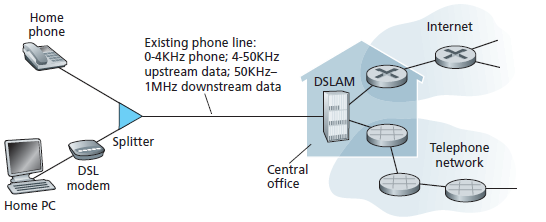 Home
phone
Existing phone line:
0-4KHz phone; 4-50KHz
upstream data; 50KHz–
1MHz downstream data
Splitter
DSL
modem
Home PC
DSLAM
Central
office
Internet
Telephone
network